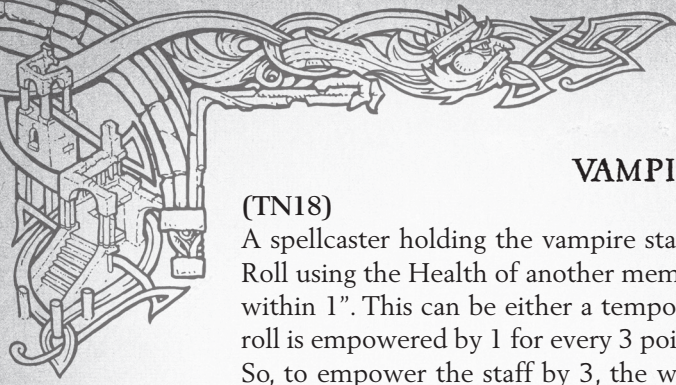 VAMPI
(TN18)
A spellcaster holding the vampire sta
Roll using the Health of another mem
within 1”. This can be either a tempo
roll is empowered by 1 for every 3 poi
So, to empower the staff by 3, the w